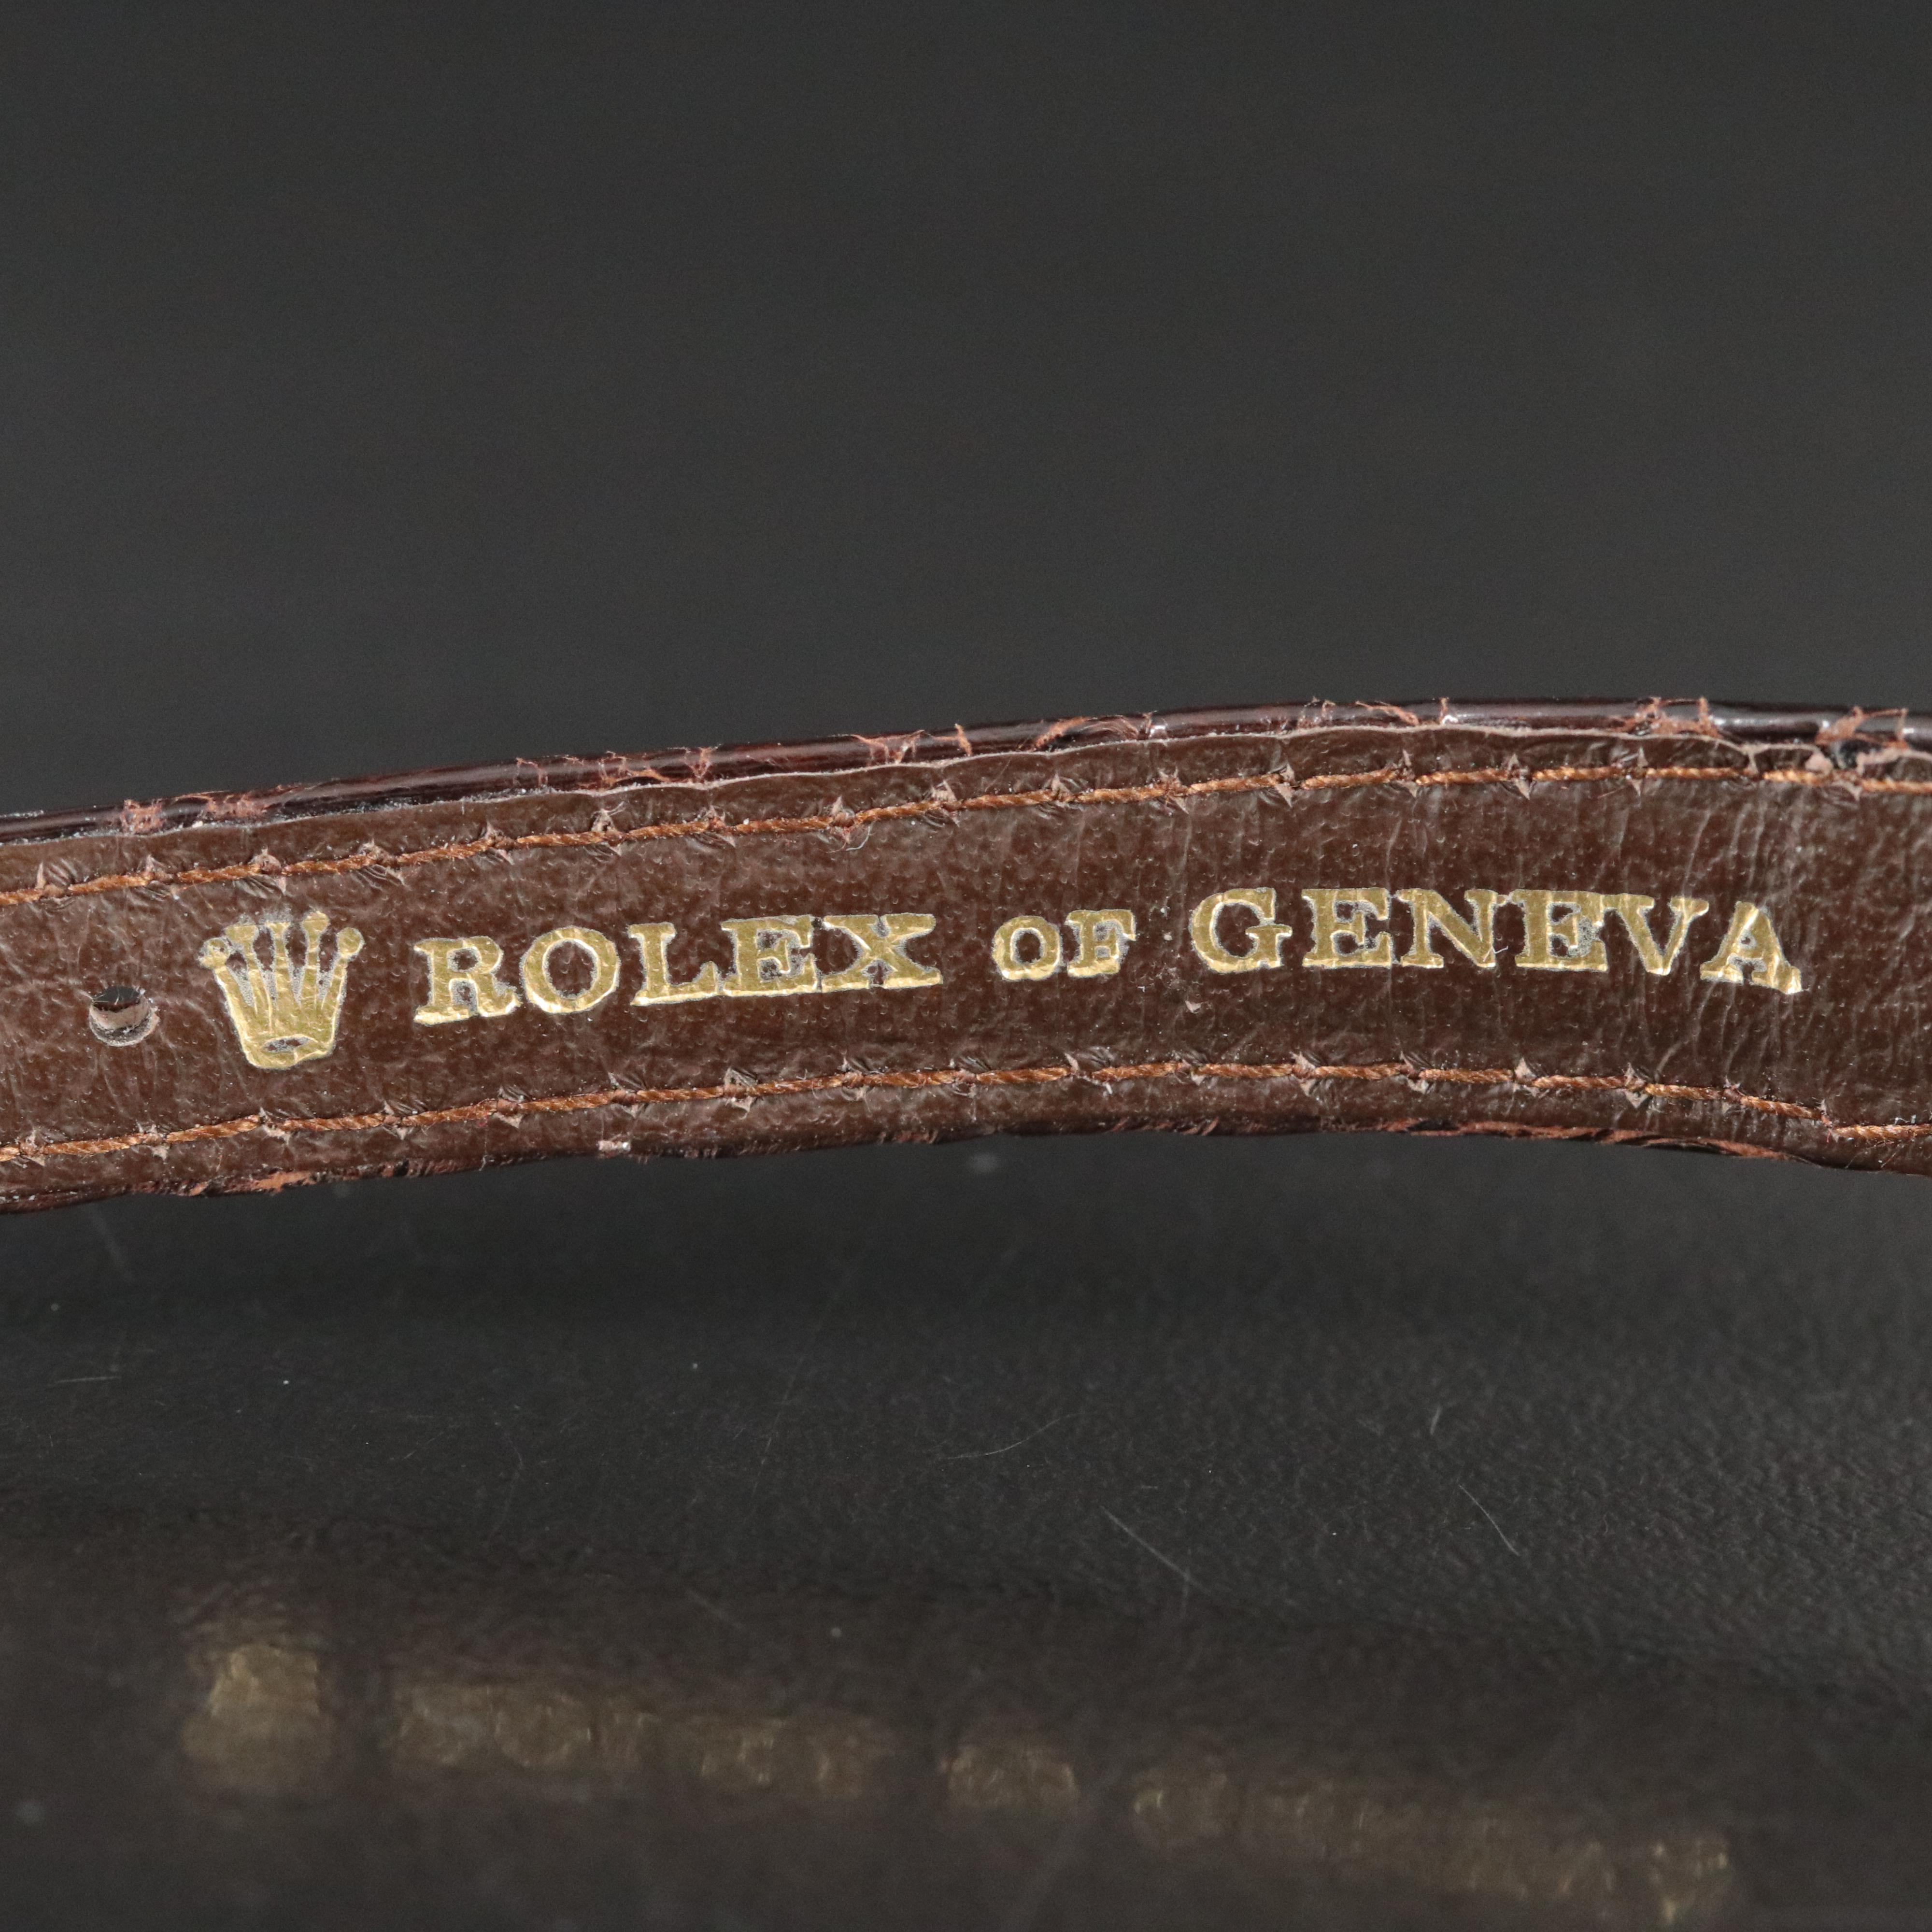 ROLEX OF GENEVA